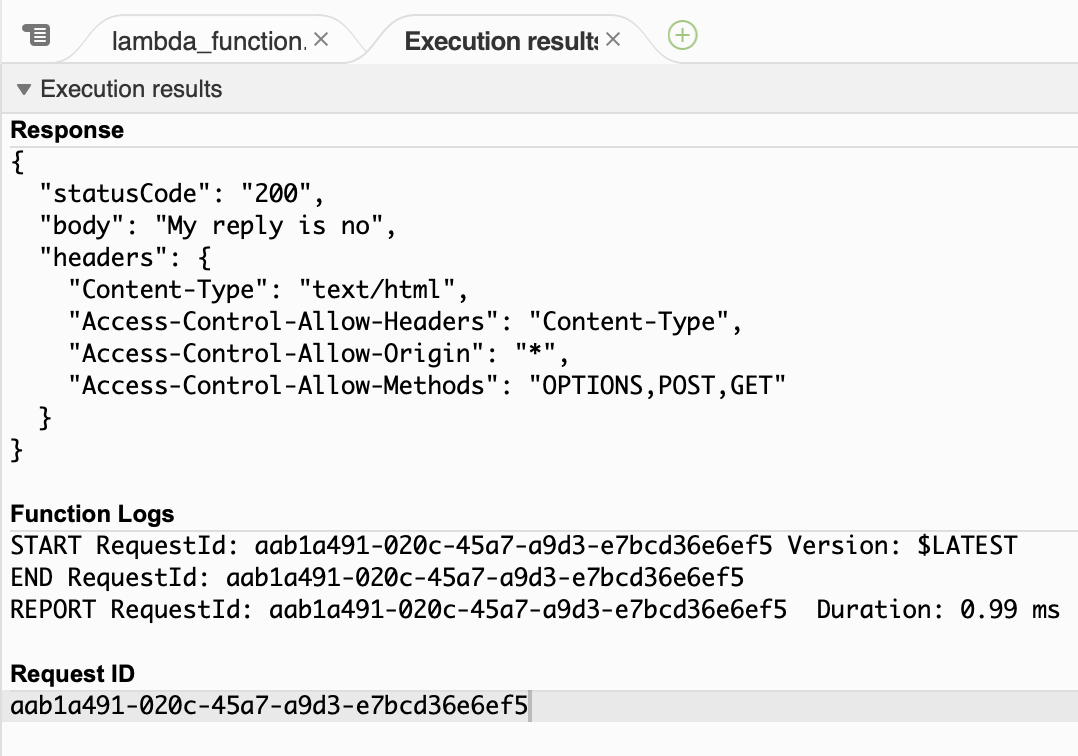 lambda_function. ×
Execution results ×
▼ Execution results
Response
{
  "statusCode": "200",
  "body": "My reply is no",
  "headers": {
    "Content-Type": "text/html",
    "Access-Control-Allow-Headers": "Content-Type",
    "Access-Control-Allow-Origin": "*",
    "Access-Control-Allow-Methods": "OPTIONS,POST,GET"
  }
}
Function Logs
START RequestId: aab1a491-020c-45a7-a9d3-e7bcd36e6ef5 Version: $LATEST
END RequestId: aab1a491-020c-45a7-a9d3-e7bcd36e6ef5
REPORT RequestId: aab1a491-020c-45a7-a9d3-e7bcd36e6ef5  Duration: 0.99 ms
Request ID
aab1a491-020c-45a7-a9d3-e7bcd36e6ef5